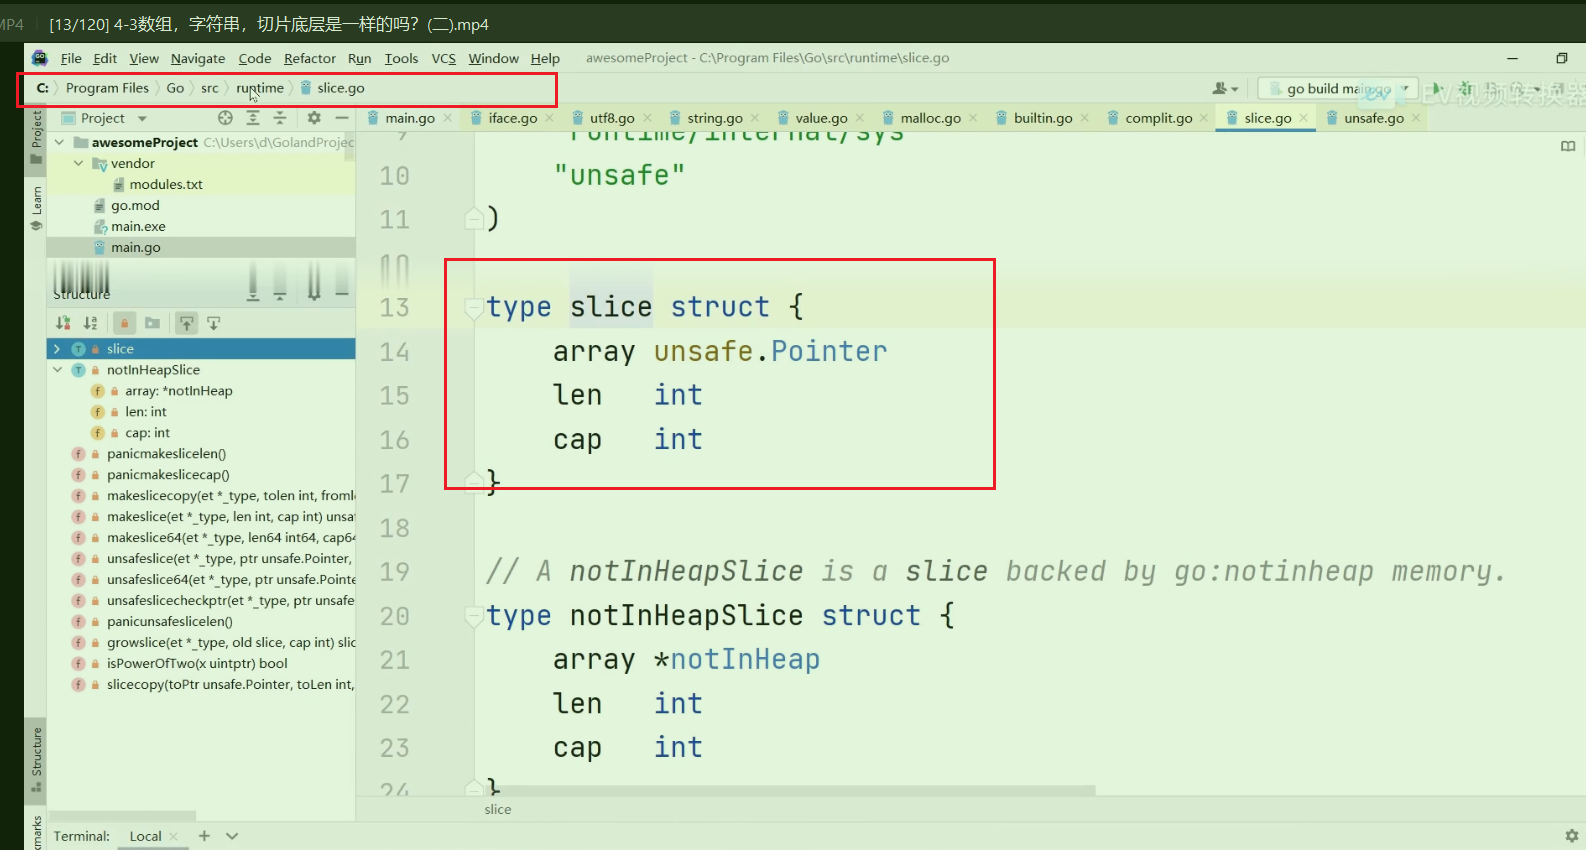 MP4 [13/120] 4-3数组，字符串，切片底层是一样的吗？(二).mp4
File Edit View Navigate Code Refactor Run Tools VCS Window Help awesomeProject - C:\Program Files\Go\src\runtime\slice.go
C: Program Files Go src runtime slice.go go build main.go
EV视频转换器
Project main.go iface.go utf8.go string.go value.go malloc.go builtin.go complit.go slice.go unsafe.go
Project
awesomeProject C:\Users\d\GolandProjec
vendor
modules.txt
go.mod
main.exe
main.go
Learn
Structure
slice
notInHeapSlice
array: *notInHeap
len: int
cap: int
panicmakeslicelen()
panicmakeslicecap()
makeslicecopy(et *_type, tolen int, froml
makeslice(et *_type, len int, cap int) unsa
makeslice64(et *_type, len64 int64, cap64
unsafeslice(et *_type, ptr unsafe.Pointer,
unsafeslice64(et *_type, ptr unsafe.Pointe
unsafeslicecheckptr(et *_type, ptr unsafe
panicunsafeslicelen()
growslice(et *_type, old slice, cap int) slic
isPowerOfTwo(x uintptr) bool
slicecopy(toPtr unsafe.Pointer, toLen int,
Structure
kmarks
9 "runtime/internal/sys"
10 "unsafe"
11 )
13 type slice struct {
14 array unsafe.Pointer
15 len int
16 cap int
17 }
18
19 // A notInHeapSlice is a slice backed by go:notinheap memory.
20 type notInHeapSlice struct {
21 array *notInHeap
22 len int
23 cap int
24 }
slice
Terminal: Local